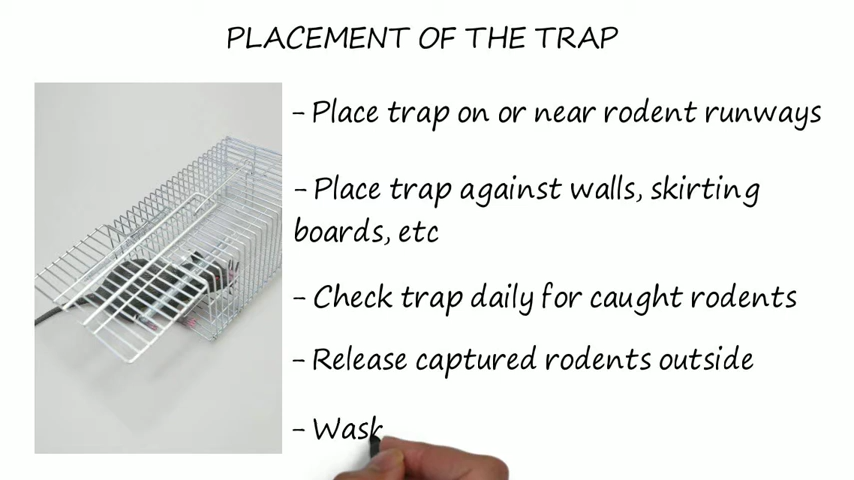 PLACEMENT OF THE TRAP
- Place trap on or near rodent runways
- Place trap against walls, skirting
boards, etc
- Check trap daily for caught rodents
- Release captured rodents outside
-